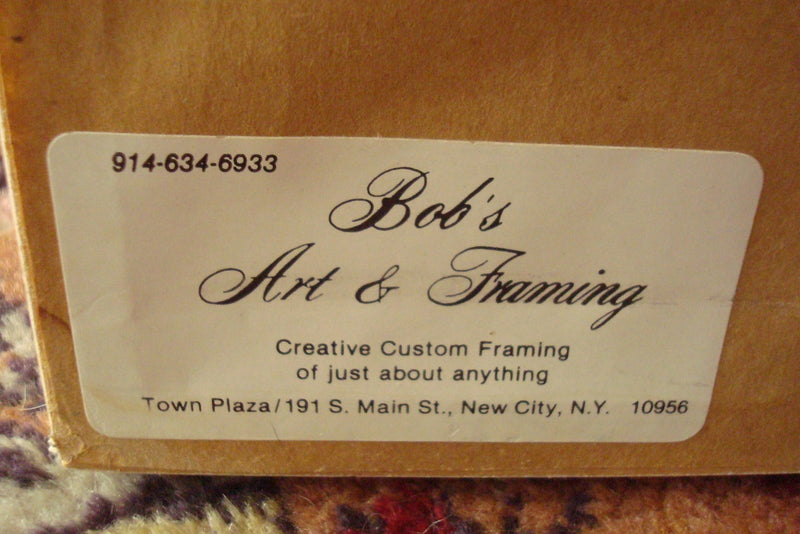 914-634-6933
Bob's
Art & Framing
Creative Custom Framing
of just about anything
Town Plaza/191 S. Main St., New City, N.Y. 10956